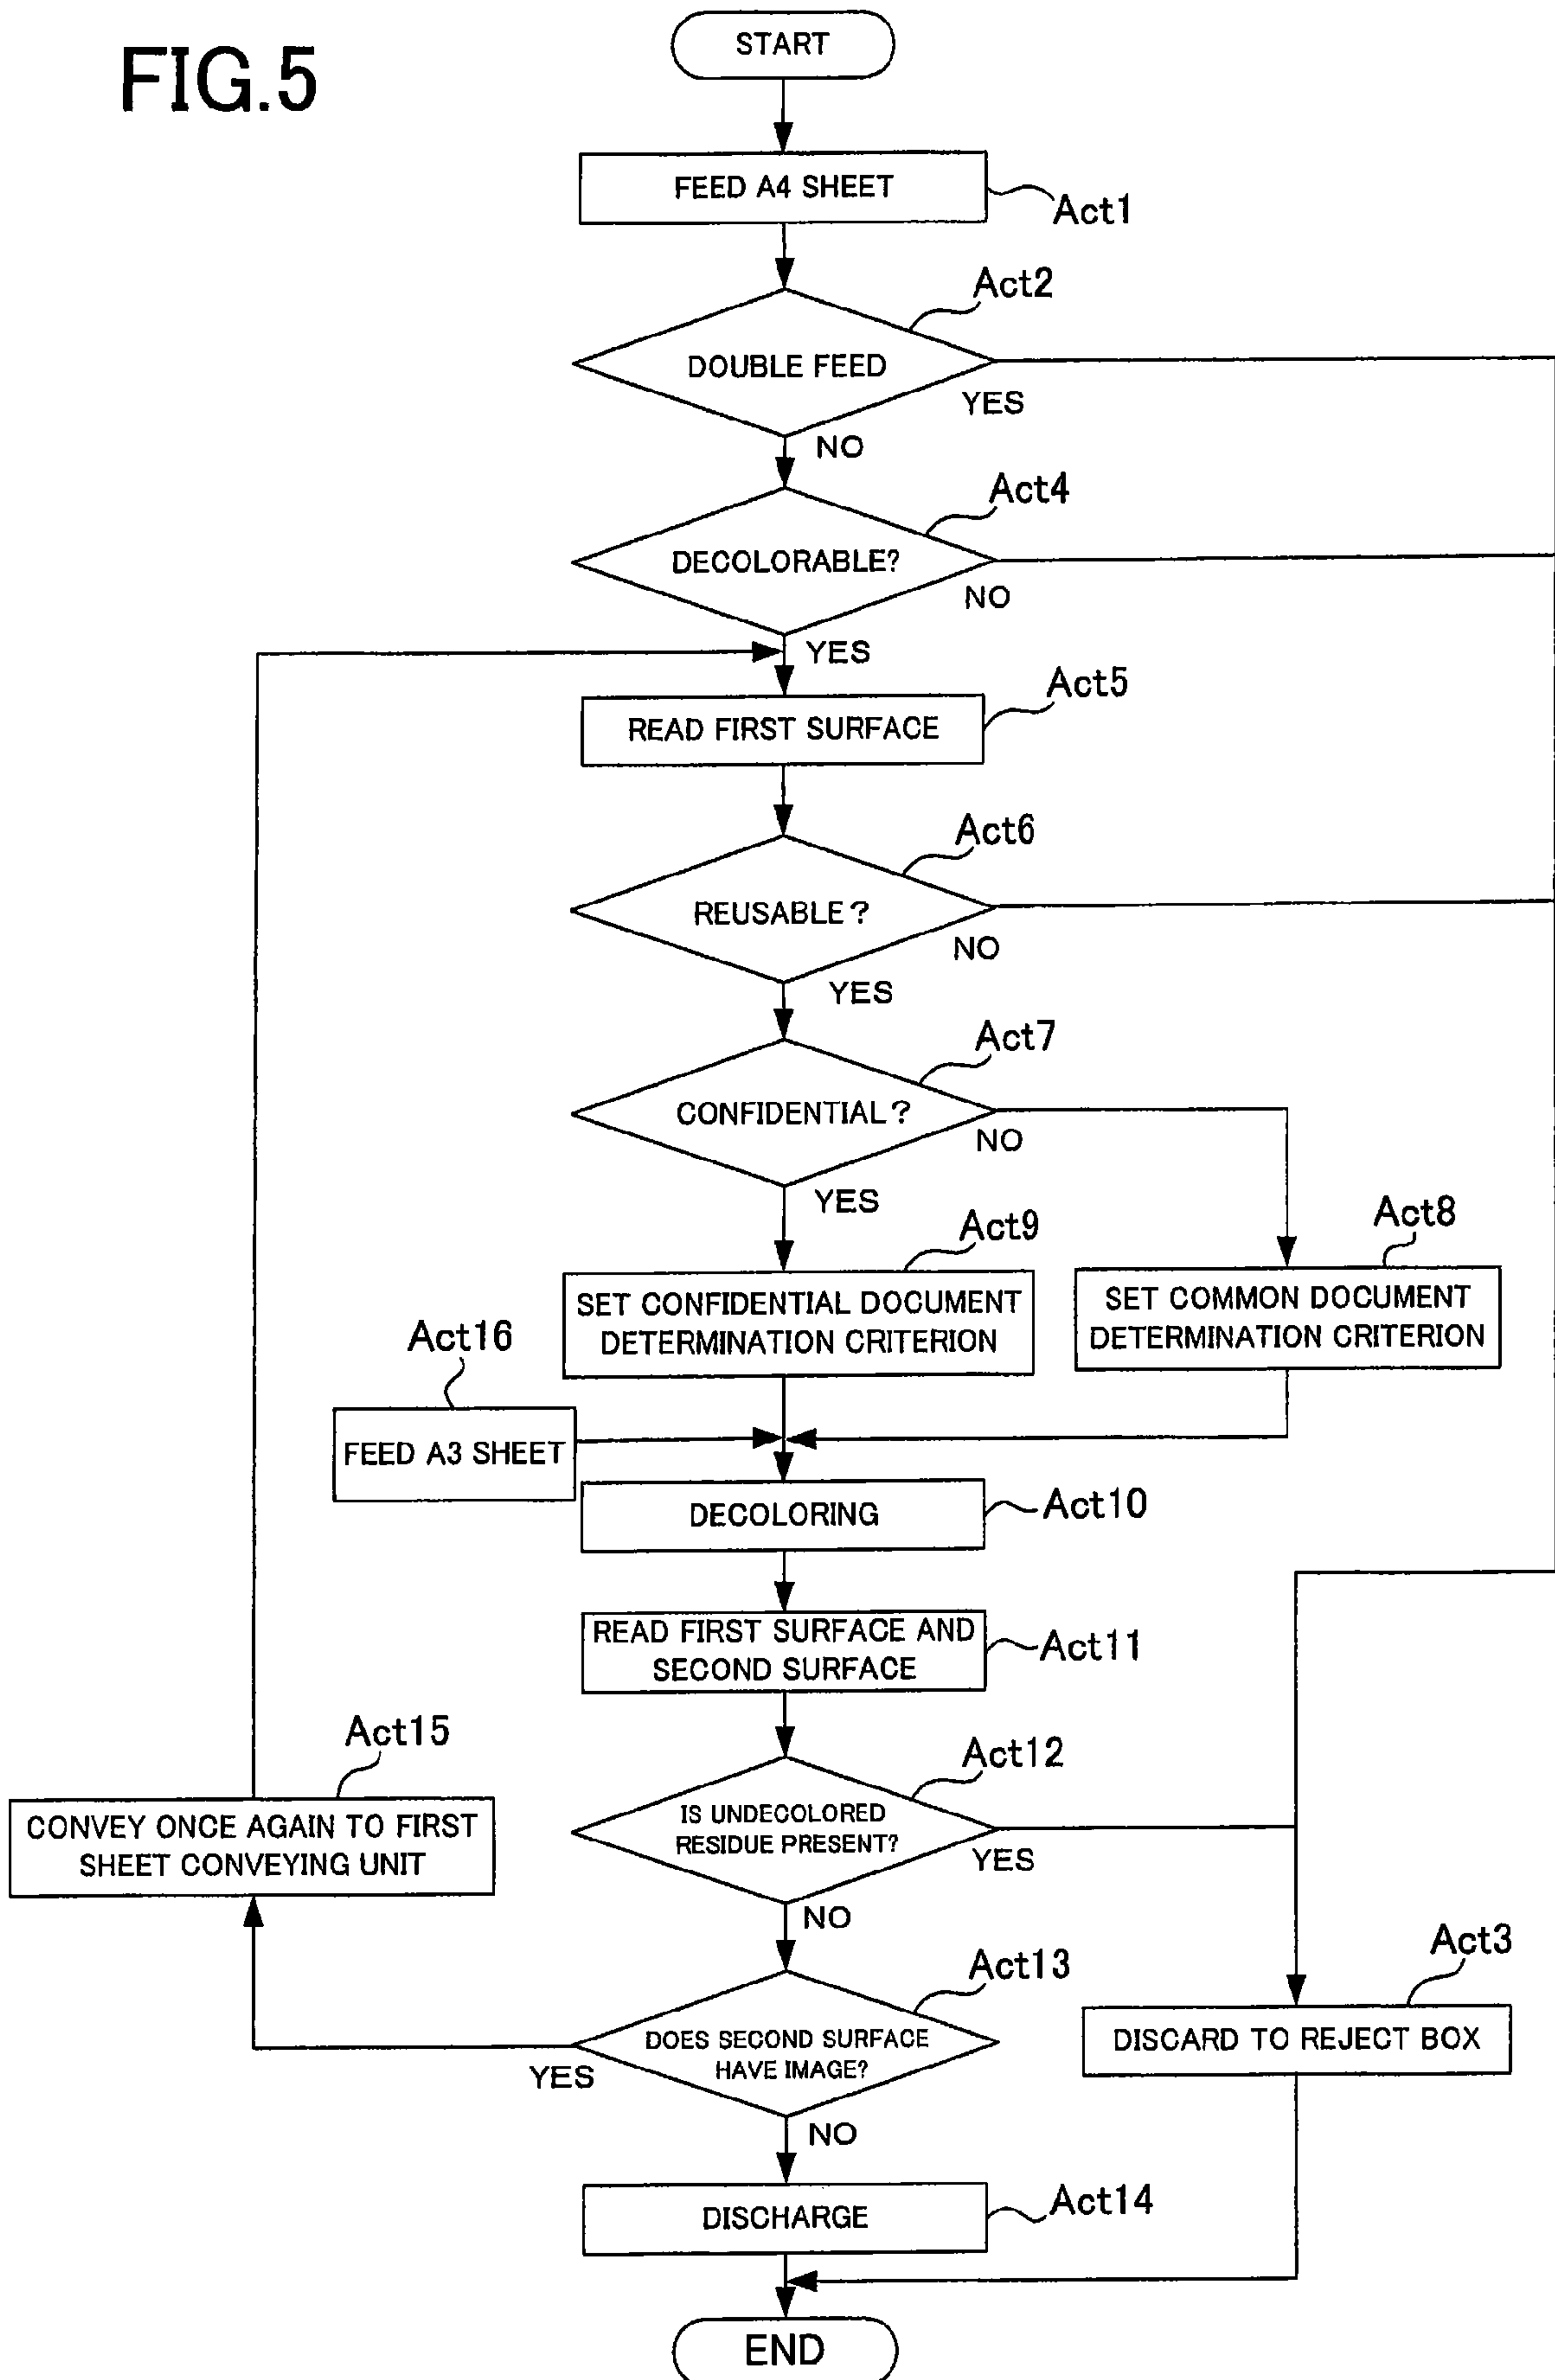 FIG.5
START
FEED A4 SHEET
Act1
Act2
DOUBLE FEED
YES
NO
Act4
DECOLORABLE?
NO
YES
Act5
READ FIRST SURFACE
Act6
REUSABLE?
NO
YES
Act7
CONFIDENTIAL?
NO
YES
Act9
Act8
SET CONFIDENTIAL DOCUMENT
DETERMINATION CRITERION
SET COMMON DOCUMENT
DETERMINATION CRITERION
Act16
FEED A3 SHEET
DECOLORING
Act10
READ FIRST SURFACE AND
SECOND SURFACE
Act11
Act15
CONVEY ONCE AGAIN TO FIRST
SHEET CONVEYING UNIT
Act12
IS UNDECOLORED
RESIDUE PRESENT?
YES
NO
Act13
DOES SECOND SURFACE
HAVE IMAGE?
YES
NO
Act3
DISCARD TO REJECT BOX
DISCHARGE
Act14
END